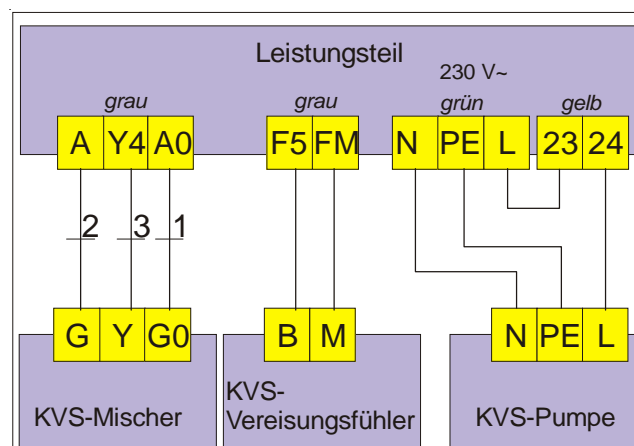 Leistungsteil
230 V~
grau grau grün gelb
A Y4 A0 F5 FM N PE L 23 24
2 3 1
G Y G0 B M N PE L
KVS-Mischer
KVS-
Vereisungsfühler
KVS-Pumpe